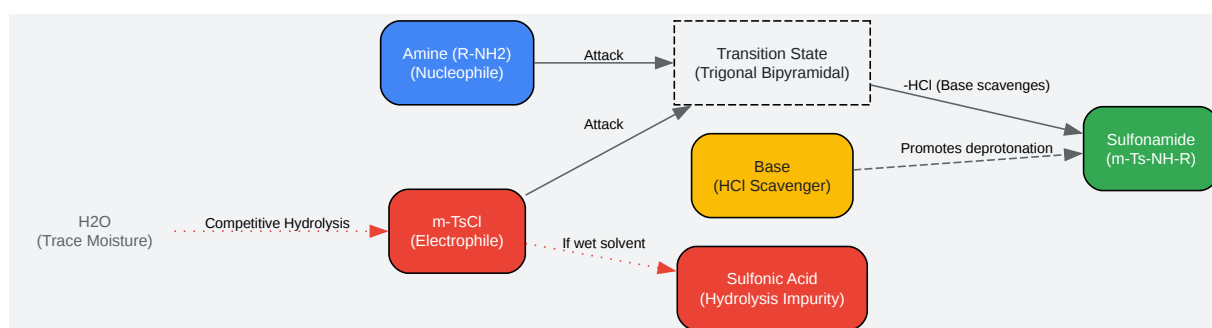 Amine (R-NH2)
(Nucleophile)
Attack
Transition State
(Trigonal Bipyramidal)
-HCl (Base scavenges)
Attack
Sulfonamide
(m-Ts-NH-R)
Promotes deprotonation
Base
(HCl Scavenger)
H2O
(Trace Moisture)
Competitive Hydrolysis
m-TsCl
(Electrophile)
If wet solvent
Sulfonic Acid
(Hydrolysis Impurity)